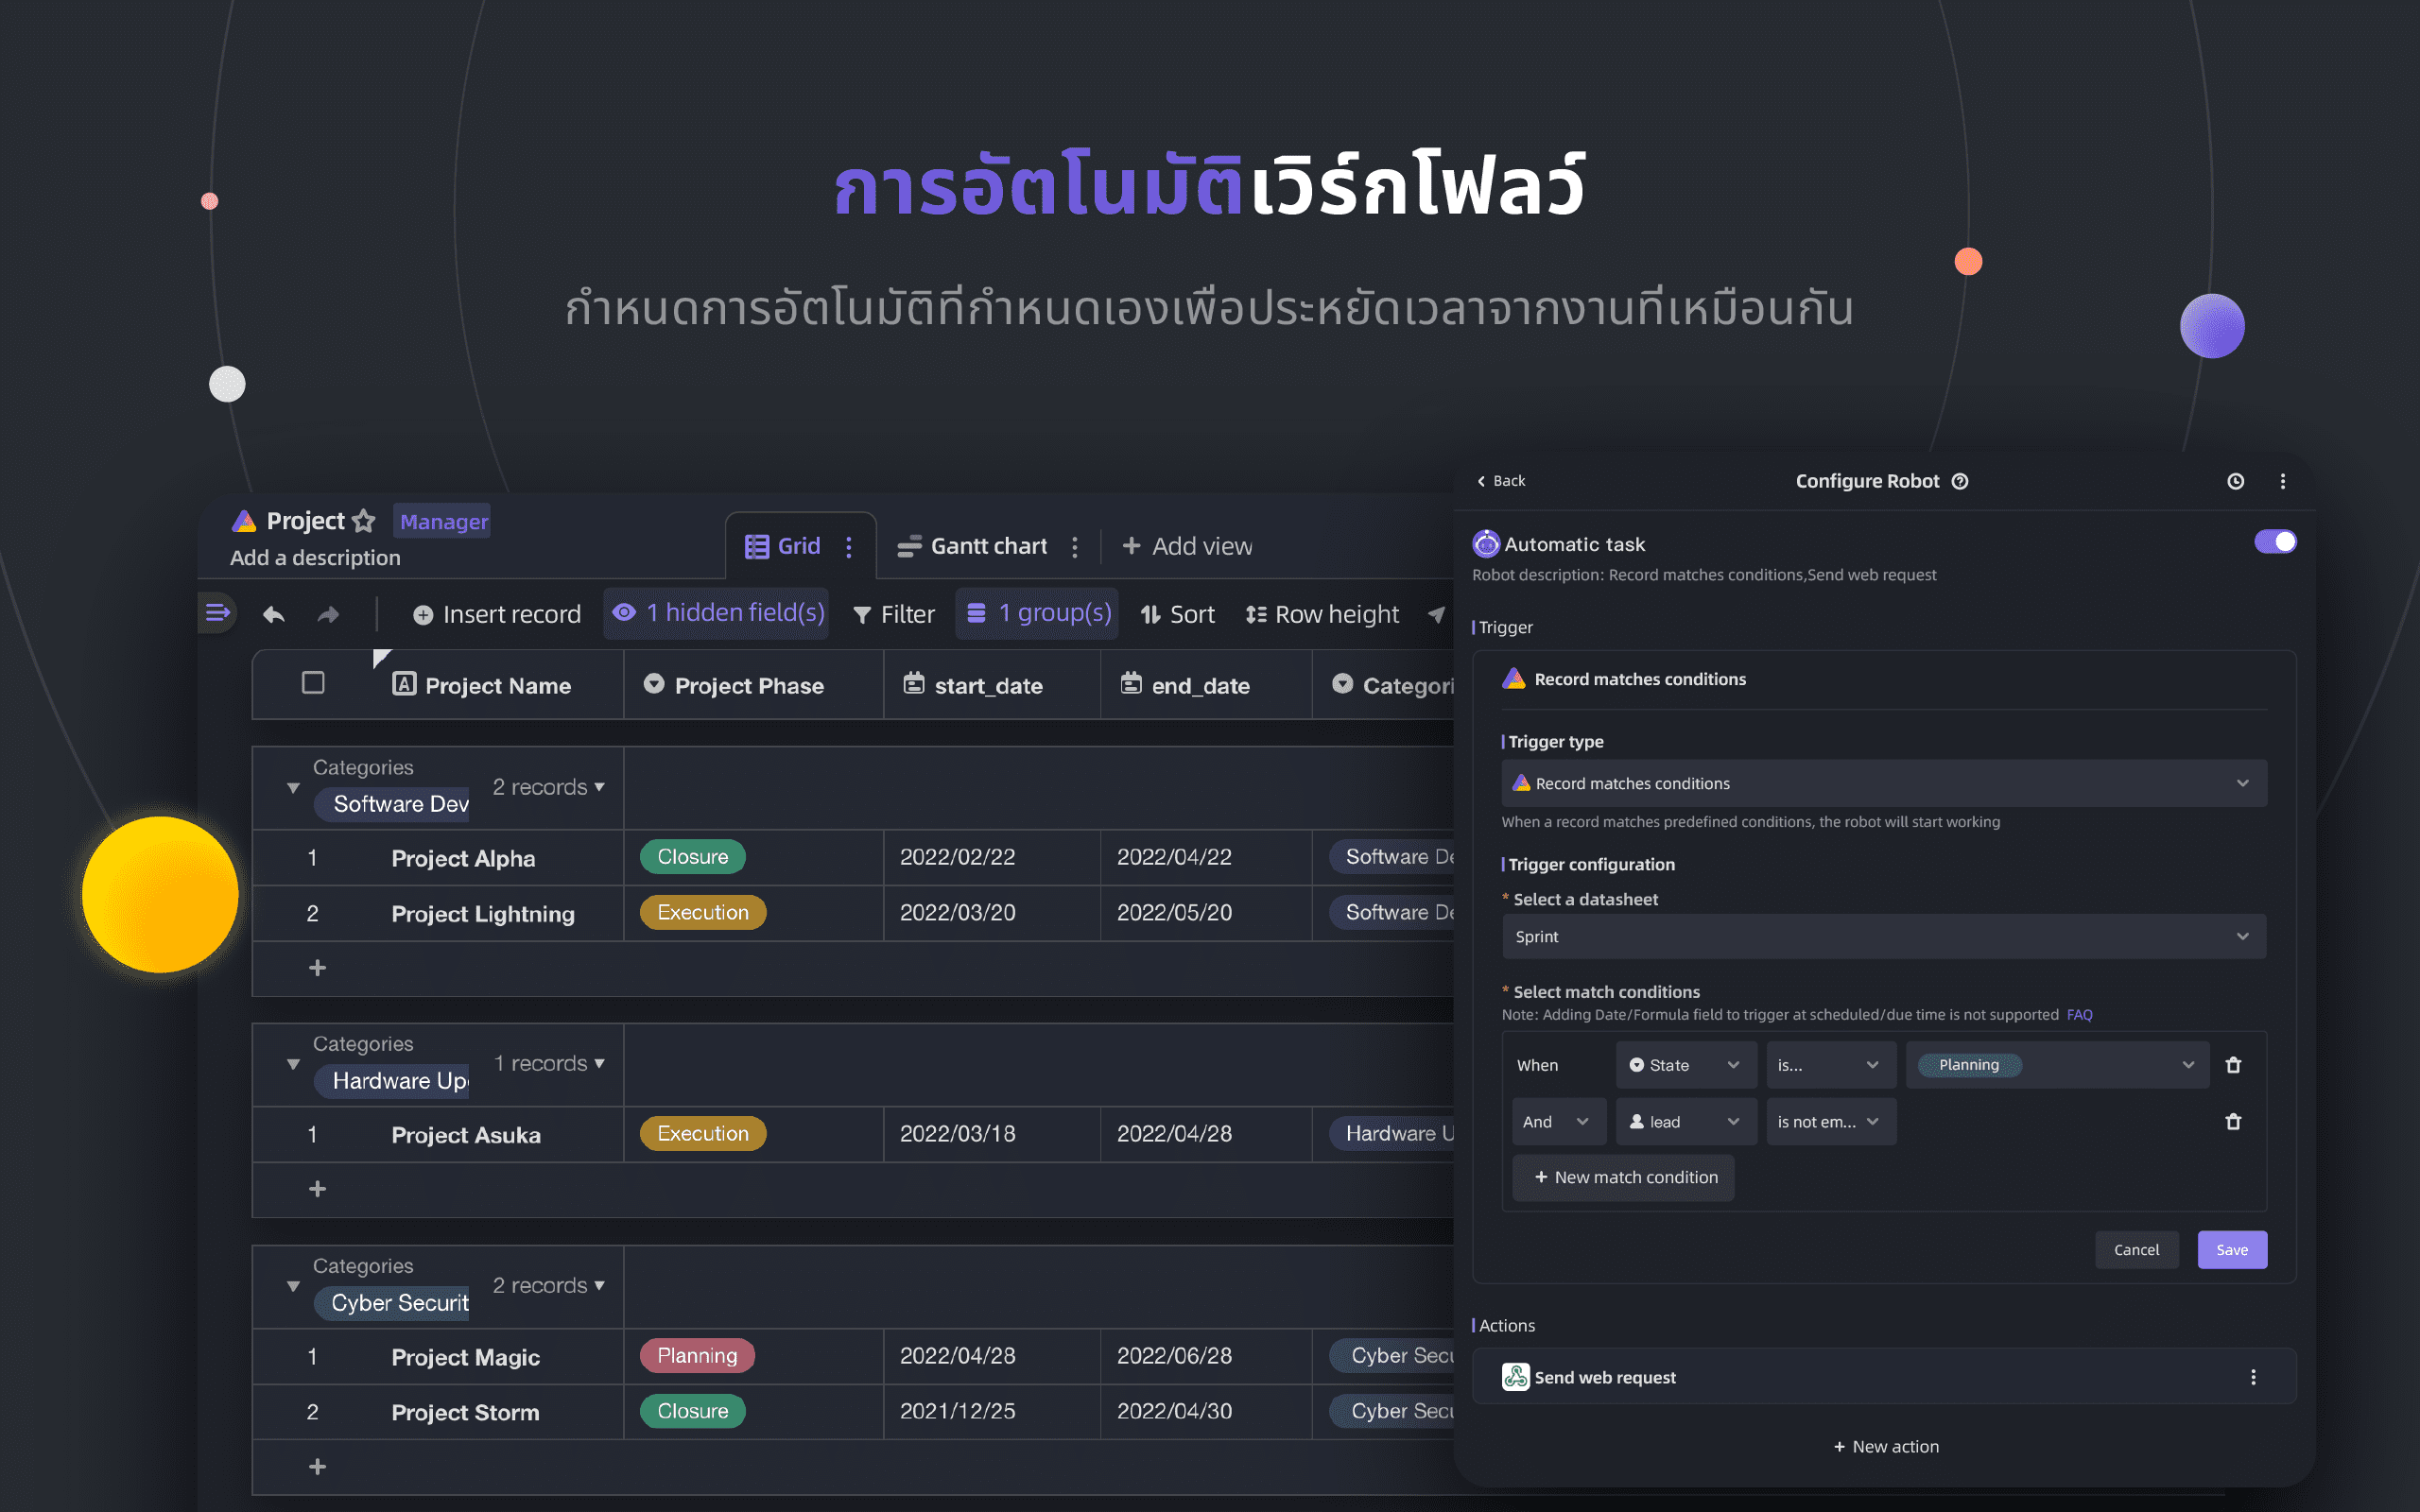 การอัตโนมัติเวิร์กโฟลว์
กำหนดการอัตโนมัติที่กำหนดเองเพื่อประหยัดเวลาจากงานที่เหมือนกัน
Project Manager
Add a description
Grid Gantt chart + Add view
Insert record 1 hidden field(s) Filter 1 group(s) Sort Row height
Project Name Project Phase start_date end_date Categori
Categories
Software Dev 2 records
1 Project Alpha Closure 2022/02/22 2022/04/22 Software De
2 Project Lightning Execution 2022/03/20 2022/05/20 Software De
+
Categories
Hardware Up 1 records
1 Project Asuka Execution 2022/03/18 2022/04/28 Hardware U
+
Categories
Cyber Securit 2 records
1 Project Magic Planning 2022/04/28 2022/06/28 Cyber Secu
2 Project Storm Closure 2021/12/25 2022/04/30 Cyber Secu
+
Back Configure Robot
Automatic task
Robot description: Record matches conditions,Send web request
Trigger
Record matches conditions
Trigger type
Record matches conditions
When a record matches predefined conditions, the robot will start working
Trigger configuration
* Select a datasheet
Sprint
* Select match conditions
Note: Adding Date/Formula field to trigger at scheduled/due time is not supported FAQ
When State is... Planning
And lead is not em...
+ New match condition
Cancel Save
Actions
Send web request
+ New action